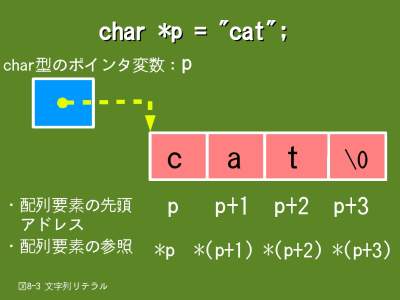 char *p = "cat";
char型のポインタ変数：p
c a t \0
・配列要素の先頭 p p+1 p+2 p+3
アドレス
・配列要素の参照 *p *(p+1) *(p+2) *(p+3)
図8-3 文字列リテラル